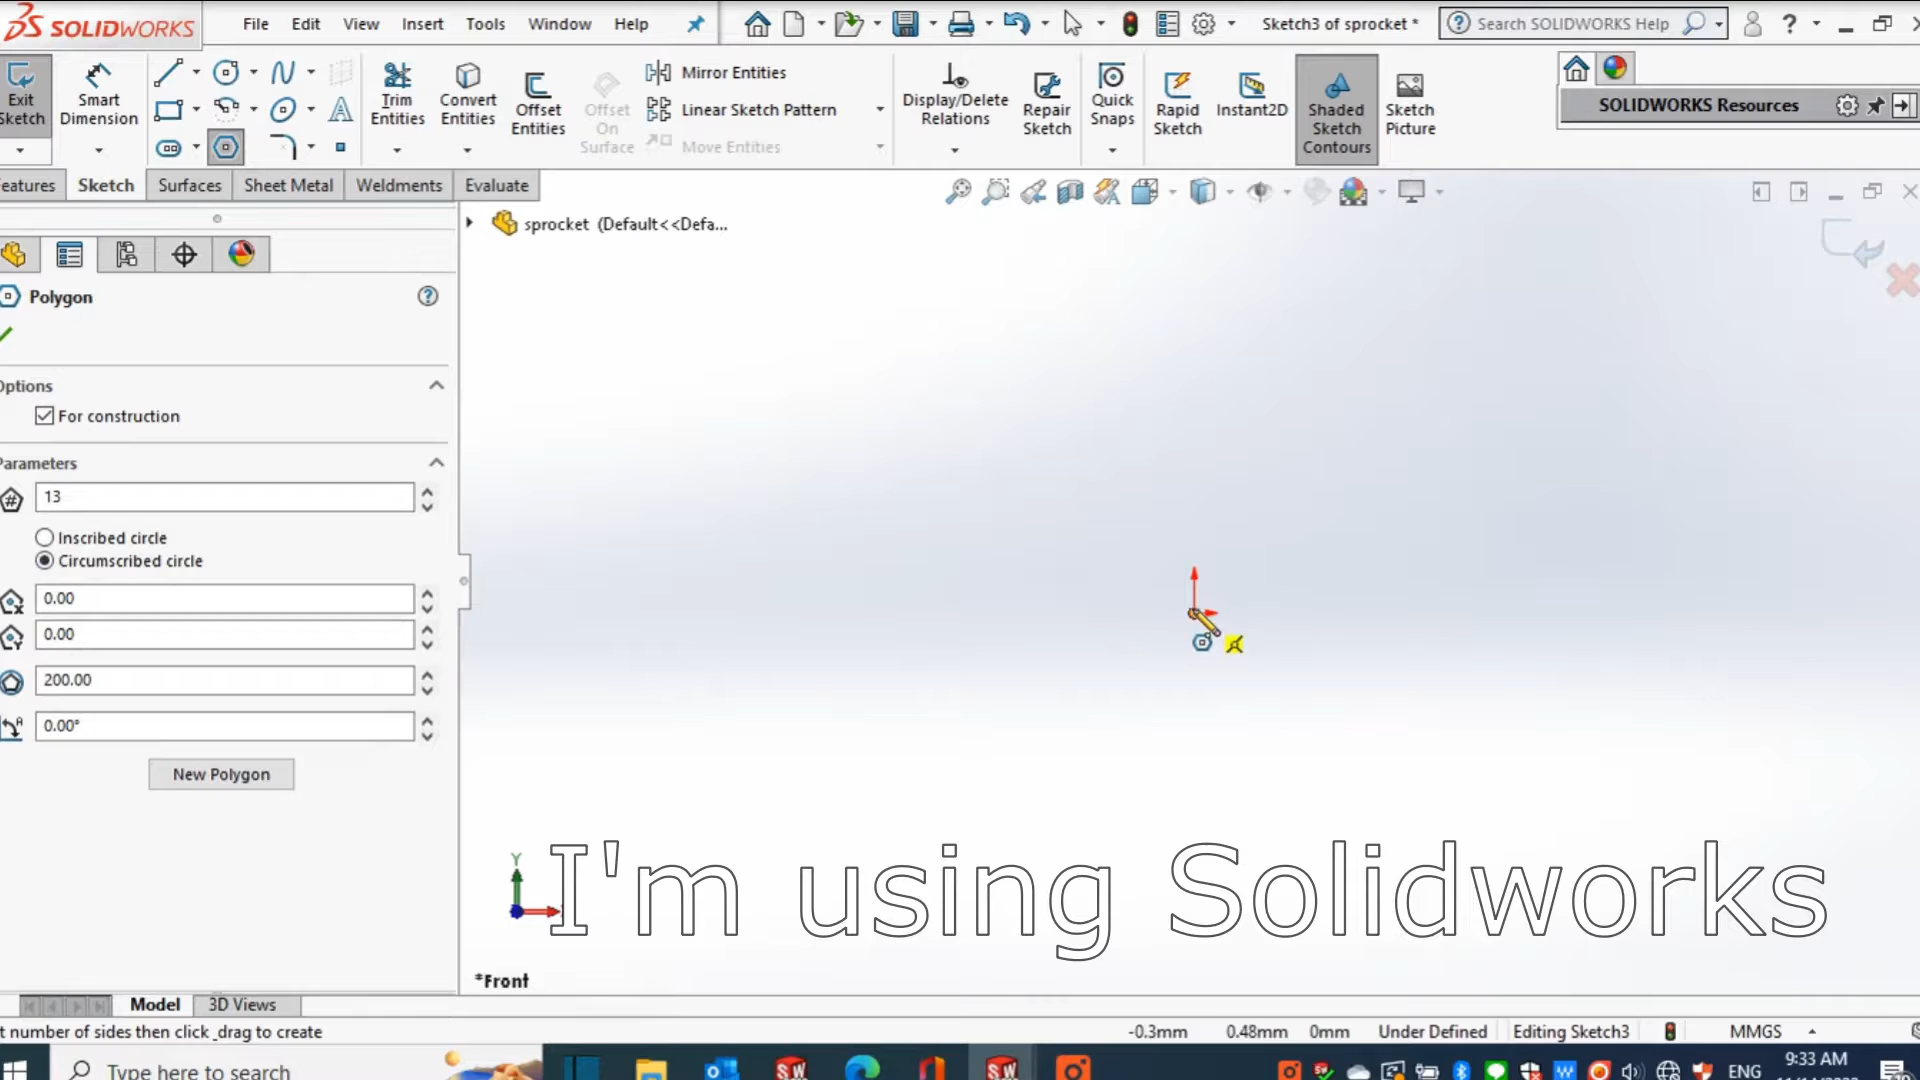 SOLIDWORKS
File Edit View Insert Tools Window Help
Sketch3 of sprocket *
Search SOLIDWORKS Help
Exit Sketch
Smart Dimension
Trim Entities
Convert Entities
Offset Entities
Offset On Surface
Mirror Entities
Linear Sketch Pattern
Move Entities
Display/Delete Relations
Repair Sketch
Quick Snaps
Rapid Sketch
Instant2D
Shaded Sketch Contours
Sketch Picture
SOLIDWORKS Resources
eatures Sketch Surfaces Sheet Metal Weldments Evaluate
sprocket (Default<<Defa...
Polygon
Options
For construction
Parameters
13
Inscribed circle
Circumscribed circle
0.00
0.00
200.00
0.00°
New Polygon
Y
I'm using Solidworks
*Front
Model 3D Views
t number of sides then click _drag to create
-0.3mm 0.48mm 0mm Under Defined Editing Sketch3 MMGS
Type here to search
ENG
9:33 AM